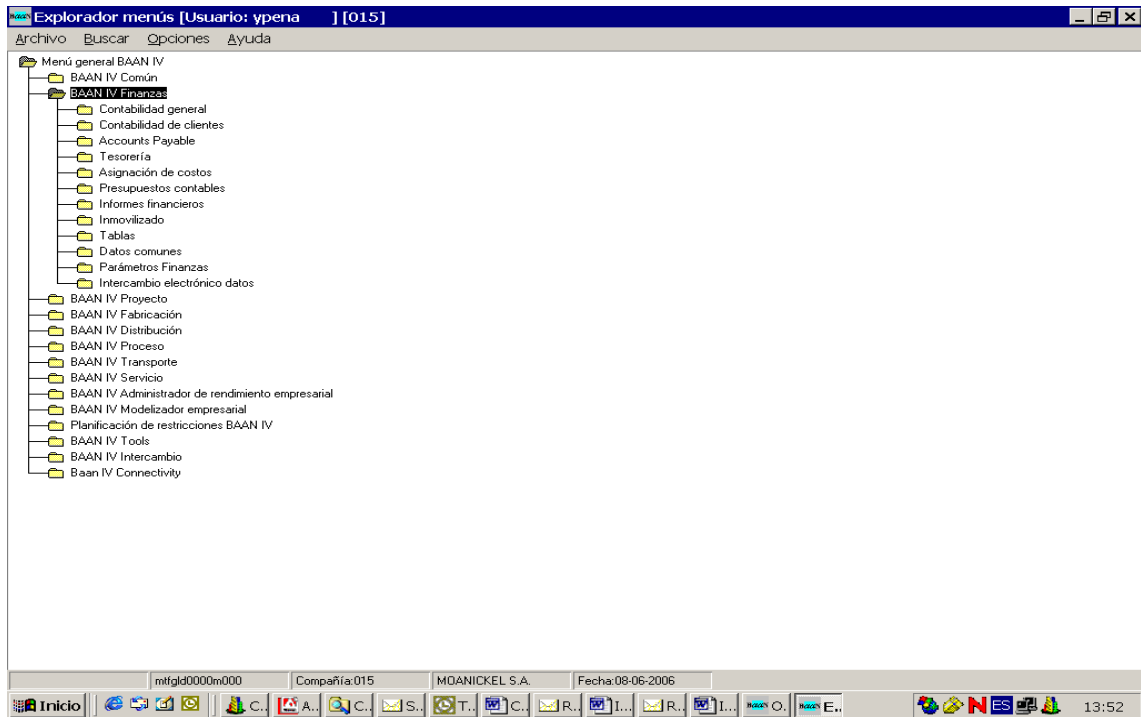 Explorador menús [Usuario: ypena ] [015]
Archivo Buscar Opciones Ayuda
Menú general BAAN IV
BAAN IV Común
BAAN IV Finanzas
Contabilidad general
Contabilidad de clientes
Accounts Payable
Tesorería
Asignación de costos
Presupuestos contables
Informes financieros
Inmovilizado
Tablas
Datos comunes
Parámetros Finanzas
Intercambio electrónico datos
BAAN IV Proyecto
BAAN IV Fabricación
BAAN IV Distribución
BAAN IV Proceso
BAAN IV Transporte
BAAN IV Servicio
BAAN IV Administrador de rendimiento empresarial
BAAN IV Modelizador empresarial
Planificación de restricciones BAAN IV
BAAN IV Tools
BAAN IV Intercambio
Baan IV Connectivity
mtfgld0000m000 Compañía:015 MOANICKEL S.A. Fecha:08-06-2006
Inicio C.. A.. C.. S.. T.. C.. R.. I... R.. I... O. E.. N ES 13:52